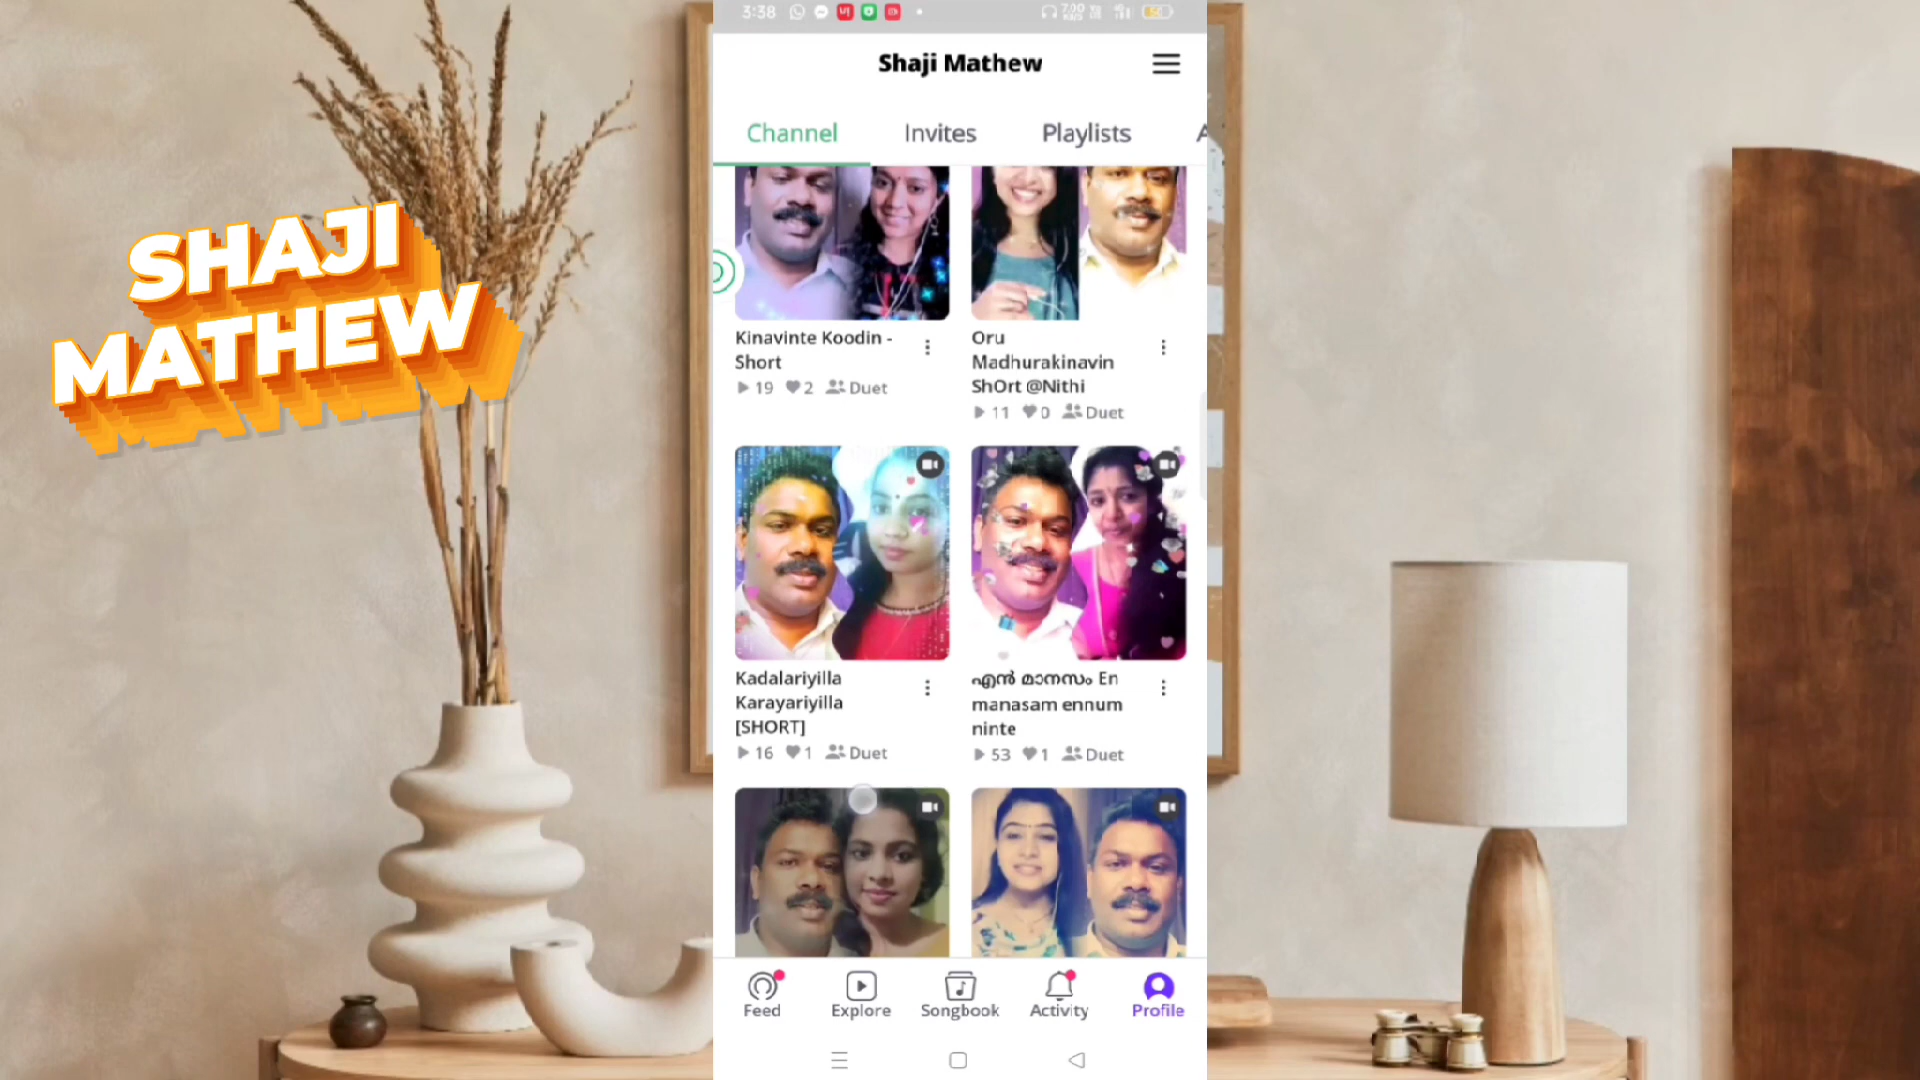 SHAJI
MATHEW
3:38
Shaji Mathew
Channel
Invites
Playlists
Kinavinte Koodin -
Short
19
2
Duet
Oru
Madhurakinavin
ShOrt @Nithi
11
0
Duet
Kadalariyilla
Karayariyilla
[SHORT]
16
1
Duet
എൻ മാനസം En
manasam ennum
ninte
53
1
Duet
Feed
Explore
Songbook
Activity
Profile